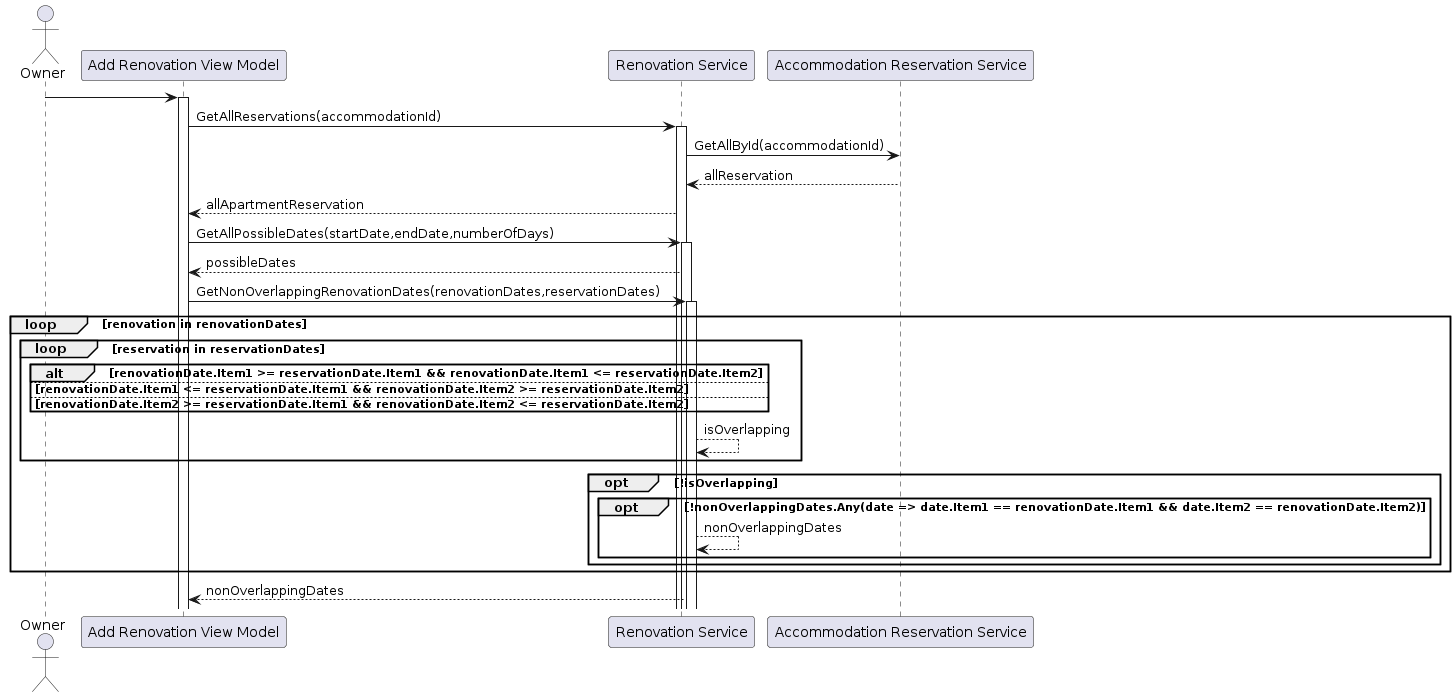 Owner
Add Renovation View Model
Renovation Service
Accommodation Reservation Service
GetAllReservations(accommodationId)
GetAllById(accommodationId)
allReservation
allApartmentReservation
GetAllPossibleDates(startDate,endDate,numberOfDays)
possibleDates
GetNonOverlappingRenovationDates(renovationDates,reservationDates)
loop [renovation in renovationDates]
loop [reservation in reservationDates]
alt [renovationDate.Item1 >= reservationDate.Item1 && renovationDate.Item1 <= reservationDate.Item2]
[renovationDate.Item1 <= reservationDate.Item1 && renovationDate.Item2 >= reservationDate.Item2]
[renovationDate.Item2 >= reservationDate.Item1 && renovationDate.Item2 <= reservationDate.Item2]
isOverlapping
opt [!isOverlapping]
opt [!nonOverlappingDates.Any(date => date.Item1 == renovationDate.Item1 && date.Item2 == renovationDate.Item2)]
nonOverlappingDates
nonOverlappingDates
Owner
Add Renovation View Model
Renovation Service
Accommodation Reservation Service